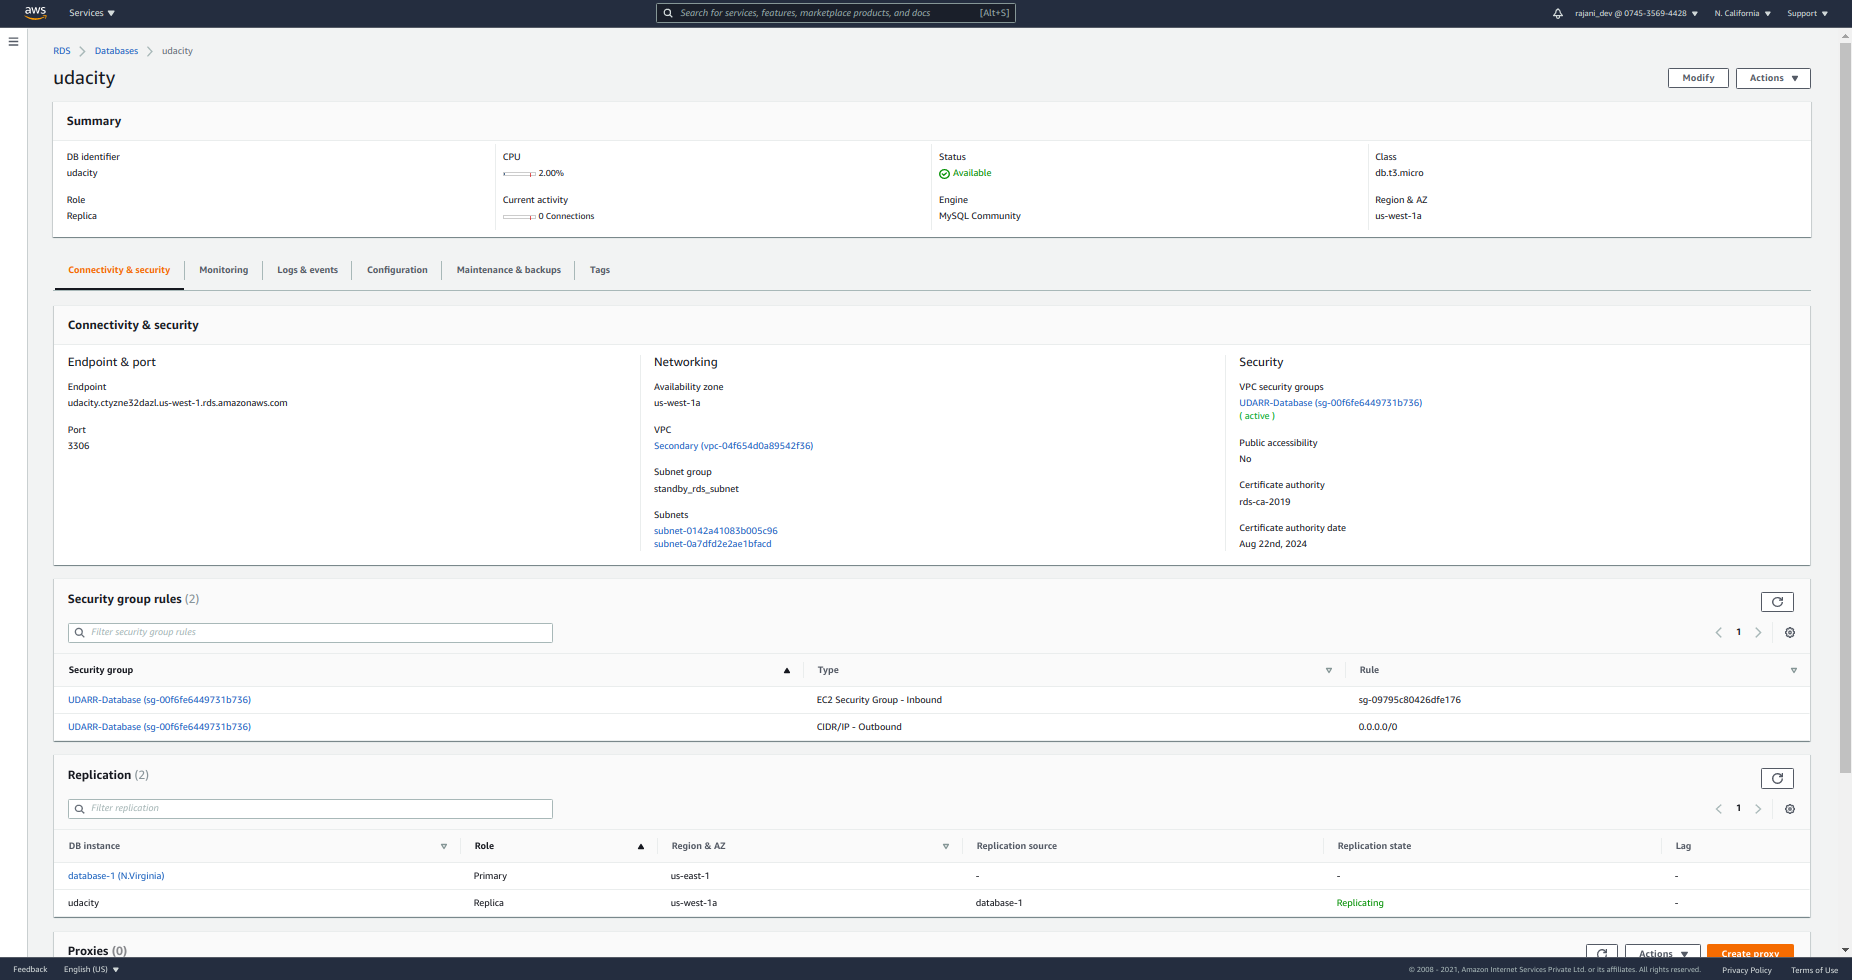 aws Services Search for services, features, marketplace products, and docs [Alt+S] rajani_dev @ 0745-3569-4428 N. California Support
RDS Databases udacity
udacity Modify Actions
Summary
DB identifier CPU Status Class
udacity 2.00% Available db.t3.micro
Role Current activity Engine Region & AZ
Replica 0 Connections MySQL Community us-west-1a
Connectivity & security Monitoring Logs & events Configuration Maintenance & backups Tags
Connectivity & security
Endpoint & port Networking Security
Endpoint Availability zone VPC security groups
udacity.ctyzne32dazl.us-west-1.rds.amazonaws.com us-west-1a UDARR-Database (sg-00f6fe6449731b736)
( active )
Port VPC Public accessibility
3306 Secondary (vpc-04f654d0a89542f36) No
Subnet group Certificate authority
standby_rds_subnet rds-ca-2019
Subnets Certificate authority date
subnet-0142a41083b005c96
subnet-0a7dfd2e2ae1bfacd Aug 22nd, 2024
Security group rules (2)
Filter security group rules 1
Security group Type Rule
UDARR-Database (sg-00f6fe6449731b736) EC2 Security Group - Inbound sg-09795c80426dfe176
UDARR-Database (sg-00f6fe6449731b736) CIDR/IP - Outbound 0.0.0.0/0
Replication (2)
Filter replication 1
DB instance Role Region & AZ Replication source Replication state Lag
database-1 (N.Virginia) Primary us-east-1 - - -
udacity Replica us-west-1a database-1 Replicating -
Proxies (0) Actions Create proxy
Feedback English (US) © 2008 - 2021, Amazon Internet Services Private Ltd. or its affiliates. All rights reserved. Privacy Policy Terms of Use